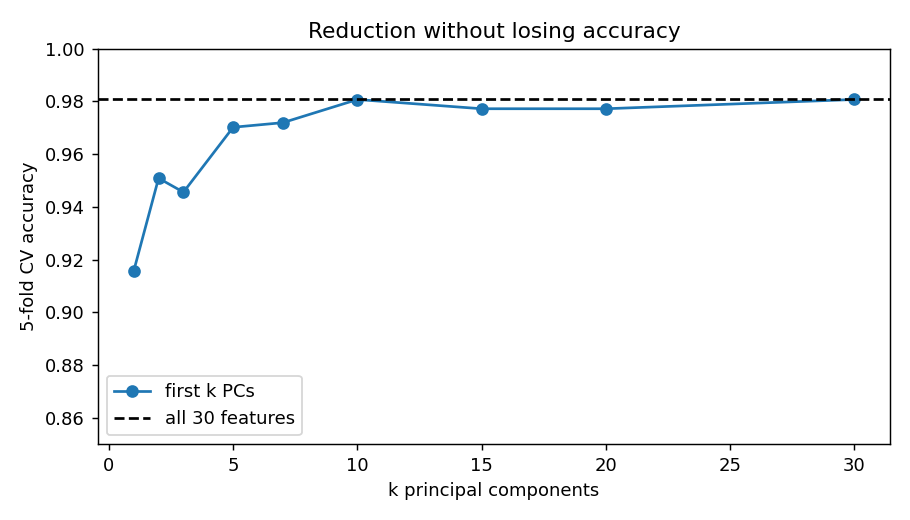 Reduction without losing accuracy
1.00
0.98
0.96
0.94
0.92
0.90
0.88
0.86
5-fold CV accuracy
first k PCs
all 30 features
0 5 10 15 20 25 30
k principal components